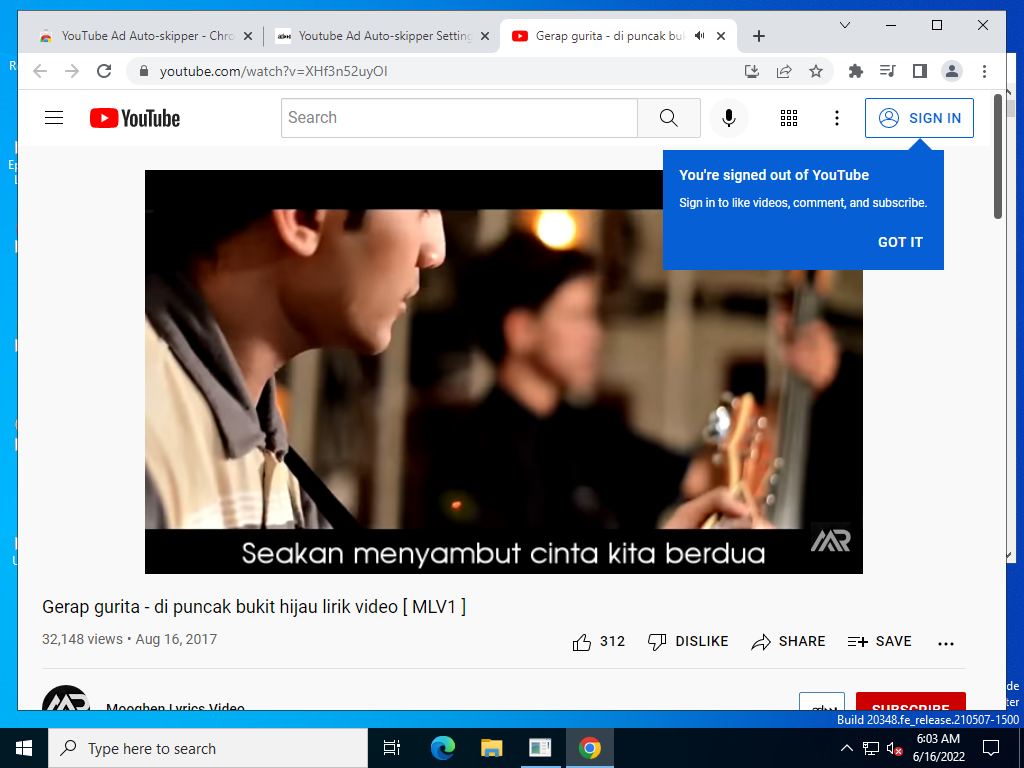 YouTube Ad Auto-skipper - Chro
Youtube Ad Auto-skipper Setting
Gerap gurita - di puncak buk
youtube.com/watch?v=XHf3n52uyOI
YouTube
Search
SIGN IN
You're signed out of YouTube
Sign in to like videos, comment, and subscribe.
GOT IT
Seakan menyambut cinta kita berdua
MR
Gerap gurita - di puncak bukit hijau lirik video [ MLV1 ]
32,148 views • Aug 16, 2017
312
DISLIKE
SHARE
SAVE
Mooghen Lyrics Video
SUBSCRIBE
Build 20348.fe_release.210507-1500
Type here to search
6:03 AM
6/16/2022